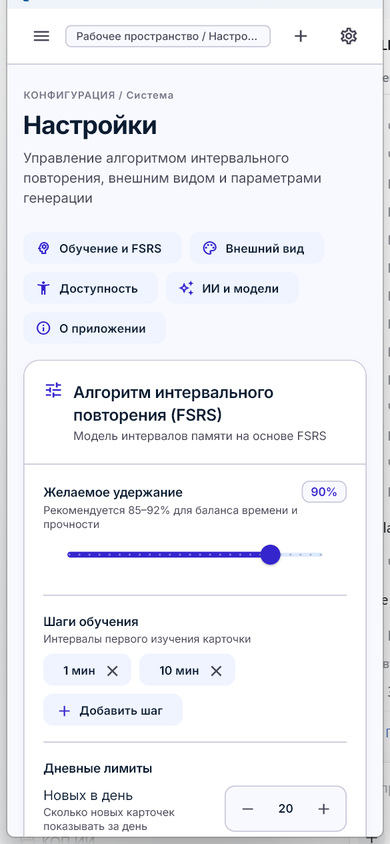 Рабочее пространство / Настро...
КОНФИГУРАЦИЯ / Система
Настройки
Управление алгоритмом интервального
повторения, внешним видом и параметрами
генерации
Обучение и FSRS
Внешний вид
Доступность
ИИ и модели
О приложении
Алгоритм интервального
повторения (FSRS)
Модель интервалов памяти на основе FSRS
Желаемое удержание
90%
Рекомендуется 85–92% для баланса времени и
прочности
Шаги обучения
Интервалы первого изучения карточки
1 мин
10 мин
Добавить шаг
Дневные лимиты
Новых в день
Сколько новых карточек
показывать за день
20